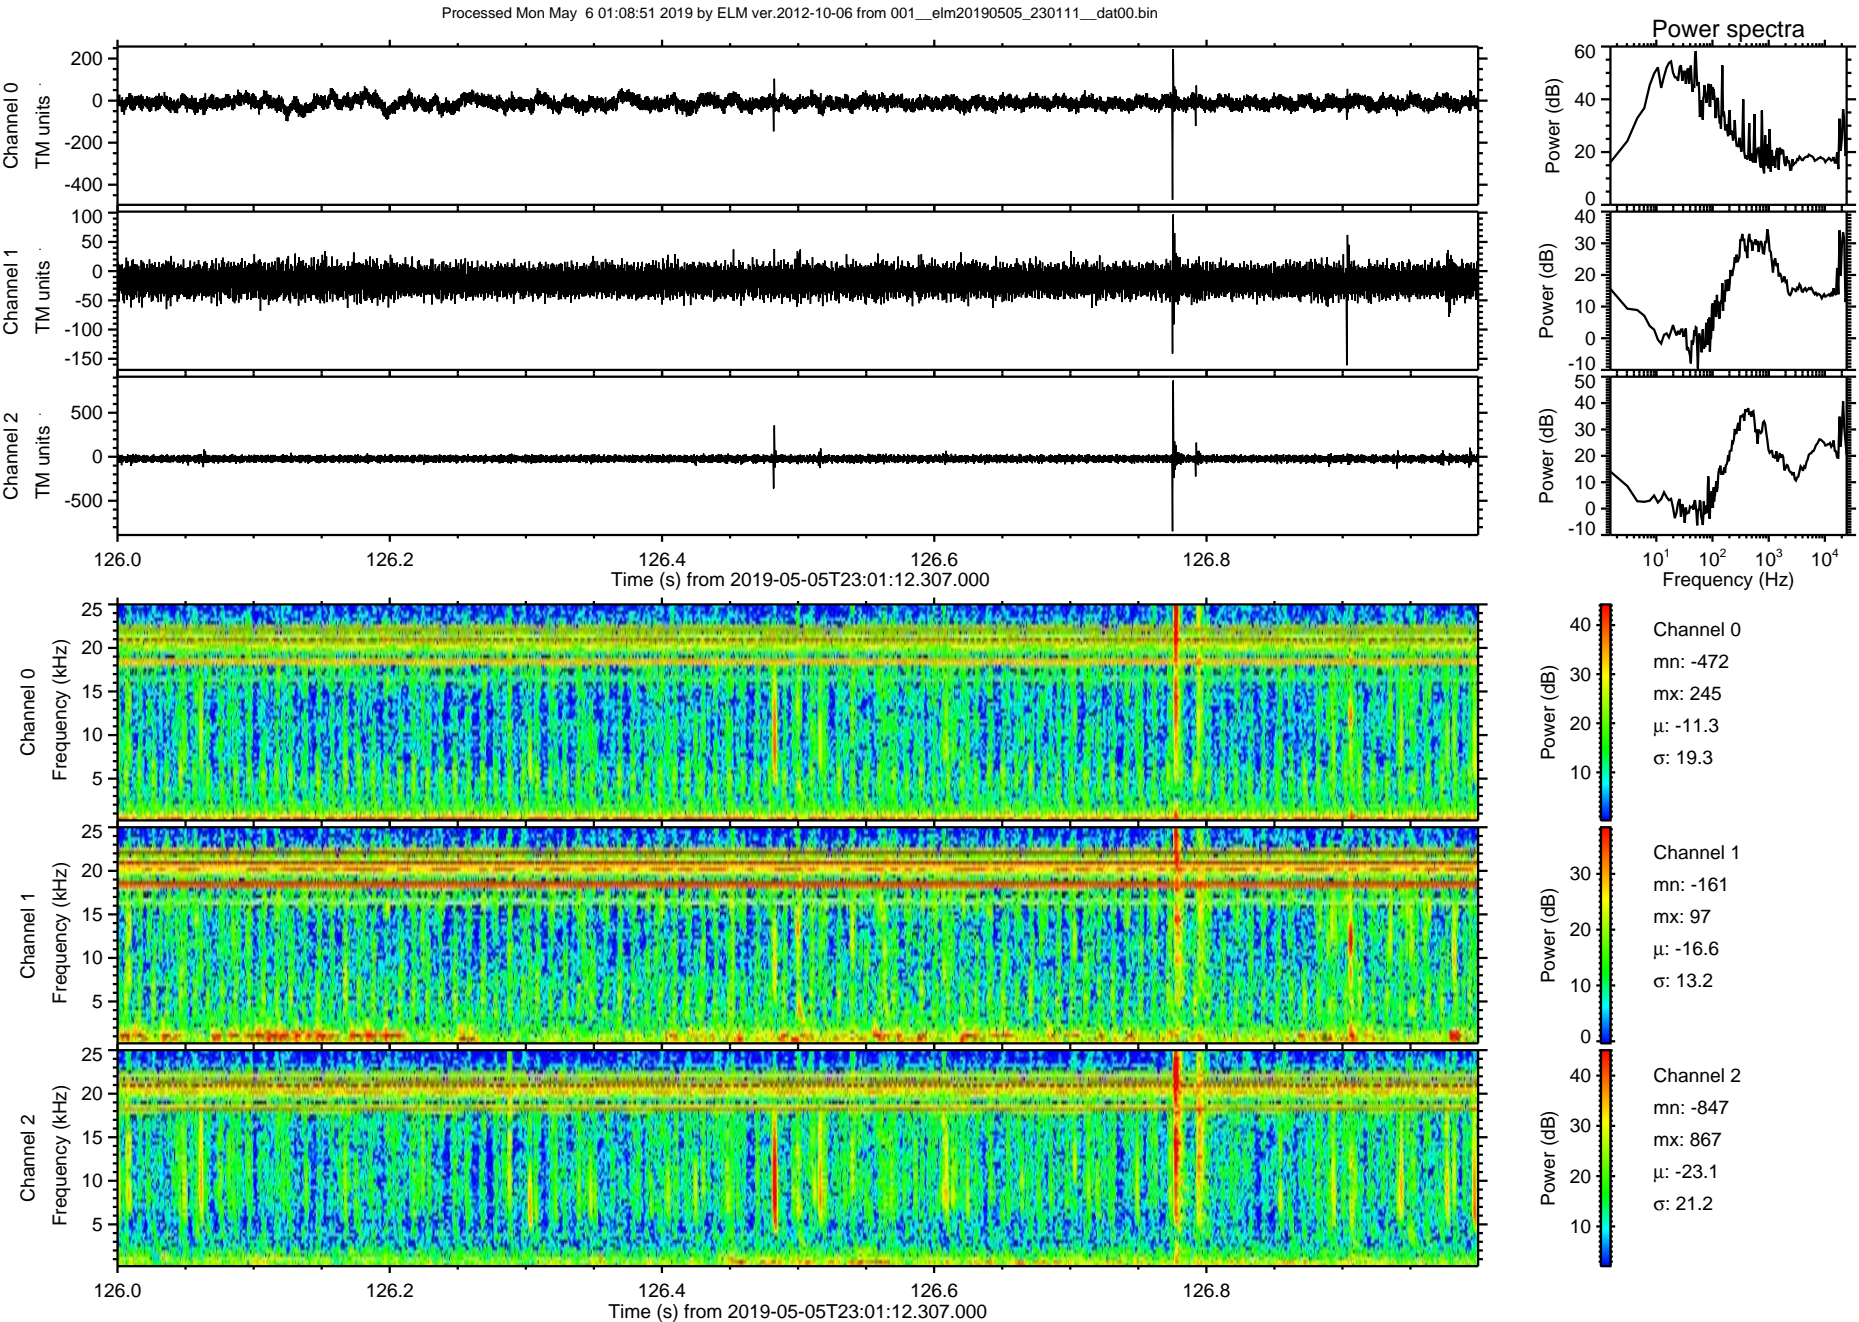 Processed Mon May  6 01:08:51 2019 by ELM ver.2012-10-06 from 001__elm20190505_230111__dat00.bin
Power spectra
Channel 0
TM units
200
0
-200
-400
Power (dB)
60
40
20
0
Channel 1
TM units
100
50
0
-50
-100
-150
Power (dB)
40
30
20
10
0
-10
Channel 2
TM units
500
0
-500
Power (dB)
50
40
30
20
10
0
-10
126.0 126.2 126.4 126.6 126.8
Time (s) from 2019-05-05T23:01:12.307.000
10^1 10^2 10^3 10^4
Frequency (Hz)
Channel 0
Frequency (kHz)
25
20
15
10
5
Power (dB)
40
30
20
10
Channel 0
mn: -472
mx: 245
μ: -11.3
σ: 19.3
Channel 1
Frequency (kHz)
25
20
15
10
5
Power (dB)
30
20
10
0
Channel 1
mn: -161
mx: 97
μ: -16.6
σ: 13.2
Channel 2
Frequency (kHz)
25
20
15
10
5
Power (dB)
40
30
20
10
Channel 2
mn: -847
mx: 867
μ: -23.1
σ: 21.2
126.0 126.2 126.4 126.6 126.8
Time (s) from 2019-05-05T23:01:12.307.000